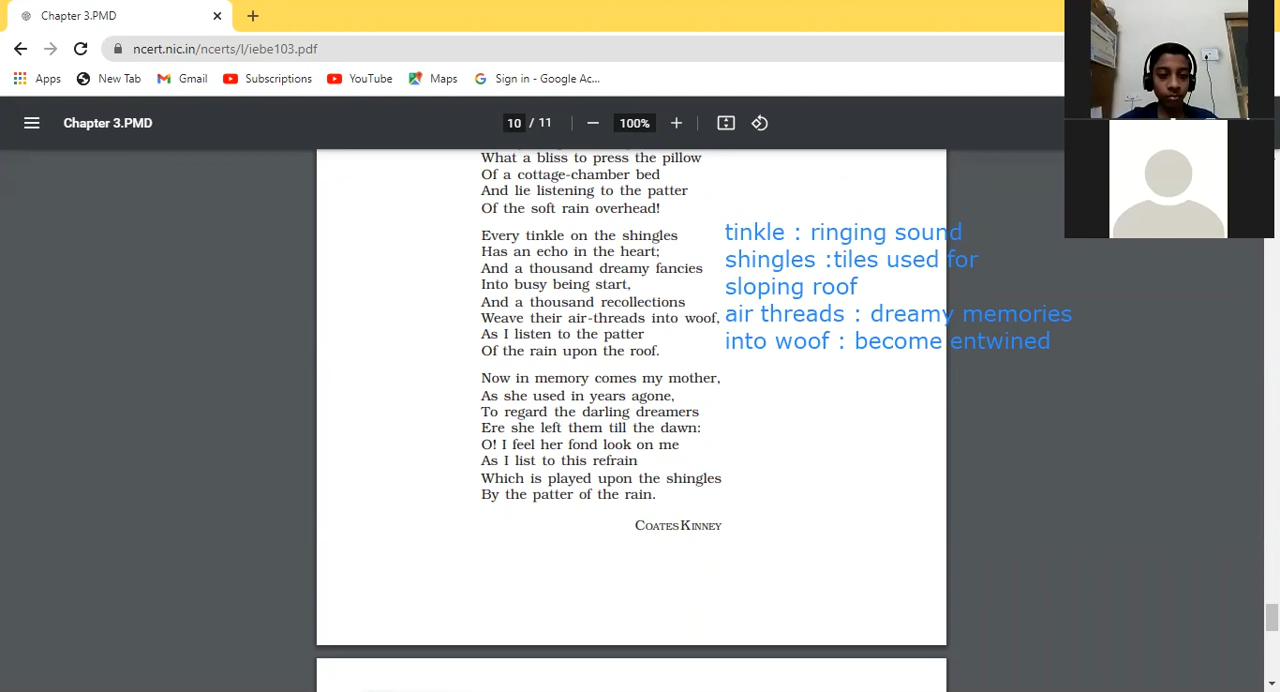 Chapter 3.PMD
ncert.nic.in/ncerts/l/iebe103.pdf
Apps New Tab Gmail Subscriptions YouTube Maps Sign in - Google Ac...
Chapter 3.PMD 10 / 11 100%
What a bliss to press the pillow
Of a cottage-chamber bed
And lie listening to the patter
Of the soft rain overhead!
Every tinkle on the shingles
Has an echo in the heart;
And a thousand dreamy fancies
Into busy being start,
And a thousand recollections
Weave their air-threads into woof,
As I listen to the patter
Of the rain upon the roof.
tinkle : ringing sound
shingles :tiles used for
sloping roof
air threads : dreamy memories
into woof : become entwined
Now in memory comes my mother,
As she used in years agone,
To regard the darling dreamers
Ere she left them till the dawn:
O! I feel her fond look on me
As I list to this refrain
Which is played upon the shingles
By the patter of the rain.
COATES KINNEY